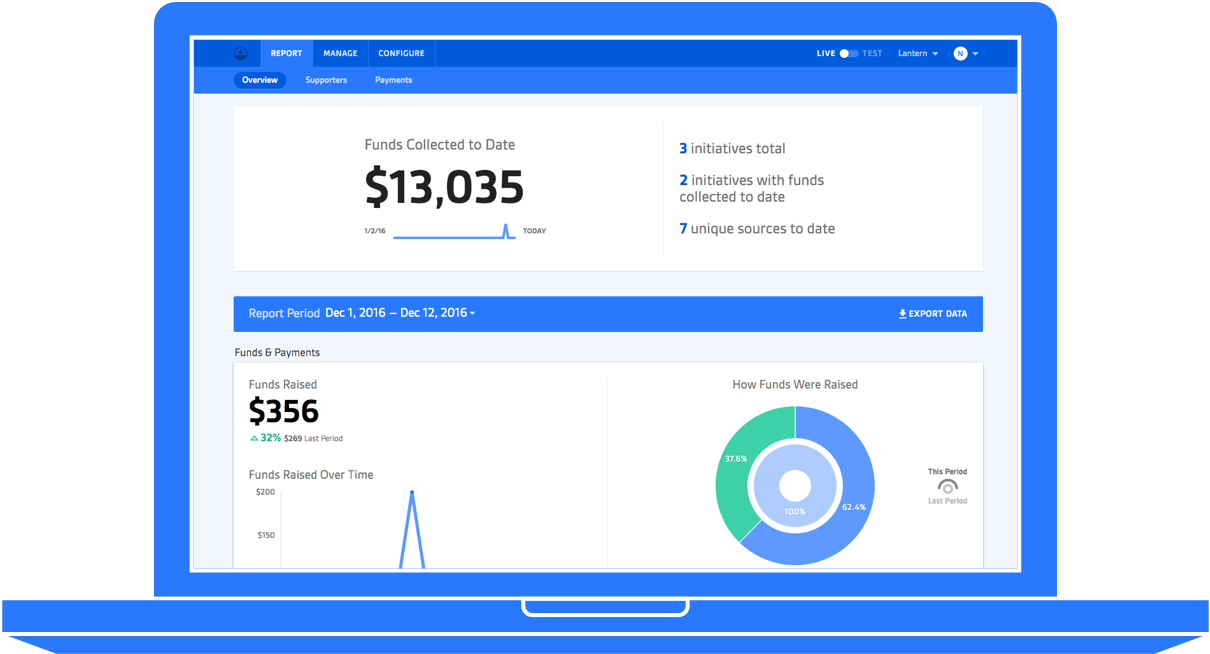 REPORT MANAGE CONFIGURE LIVE TEST Lantern N
Overview Supporters Payments
Funds Collected to Date
$13,035
1/2/16 TODAY
3 initiatives total
2 initiatives with funds
collected to date
7 unique sources to date
Report Period Dec 1, 2016 – Dec 12, 2016 EXPORT DATA
Funds & Payments
Funds Raised
$356
32% $269 Last Period
Funds Raised Over Time
$200
$150
How Funds Were Raised
37.6%
100%
62.4%
This Period
Last Period